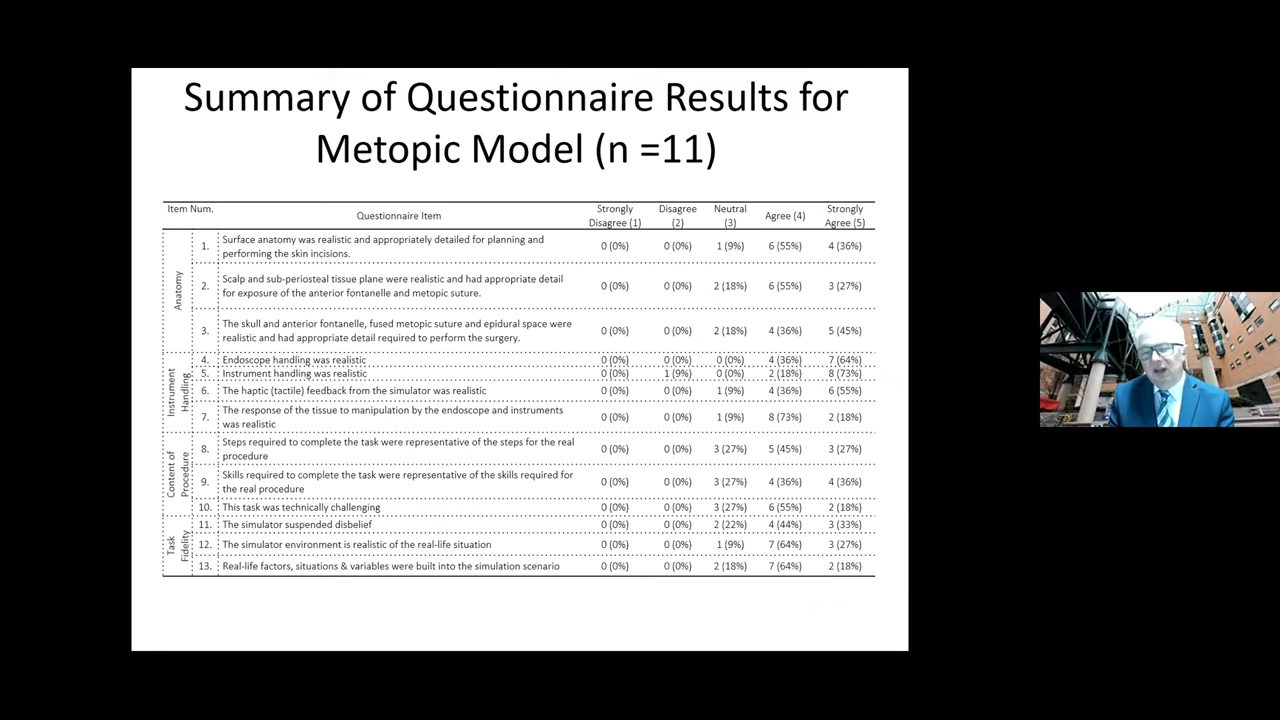 Summary of Questionnaire Results for
Metopic Model (n =11)
Item Num.
Questionnaire Item
Strongly
Disagree (1)
Disagree
(2)
Neutral
(3)
Agree (4)
Strongly
Agree (5)
Anatomy
1. Surface anatomy was realistic and appropriately detailed for planning and
performing the skin incisions.
0 (0%) 0 (0%) 1 (9%) 6 (55%) 4 (36%)
2. Scalp and sub-periosteal tissue plane were realistic and had appropriate detail
for exposure of the anterior fontanelle and metopic suture.
0 (0%) 0 (0%) 2 (18%) 6 (55%) 3 (27%)
3. The skull and anterior fontanelle, fused metopic suture and epidural space were
realistic and had appropriate detail required to perform the surgery.
0 (0%) 0 (0%) 2 (18%) 4 (36%) 5 (45%)
Instrument
Handling
4. Endoscope handling was realistic 0 (0%) 0 (0%) 0 (0%) 4 (36%) 7 (64%)
5. Instrument handling was realistic 0 (0%) 1 (9%) 0 (0%) 2 (18%) 8 (73%)
6. The haptic (tactile) feedback from the simulator was realistic 0 (0%) 0 (0%) 1 (9%) 4 (36%) 6 (55%)
7. The response of the tissue to manipulation by the endoscope and instruments
was realistic
0 (0%) 0 (0%) 1 (9%) 8 (73%) 2 (18%)
Content of
Procedure
8. Steps required to complete the task were representative of the steps for the real
procedure
0 (0%) 0 (0%) 3 (27%) 5 (45%) 3 (27%)
9. Skills required to complete the task were representative of the skills required for
the real procedure
0 (0%) 0 (0%) 3 (27%) 4 (36%) 4 (36%)
10. This task was technically challenging 0 (0%) 0 (0%) 3 (27%) 6 (55%) 2 (18%)
Task
Fidelity
11. The simulator suspended disbelief 0 (0%) 0 (0%) 2 (22%) 4 (44%) 3 (33%)
12. The simulator environment is realistic of the real-life situation 0 (0%) 0 (0%) 1 (9%) 7 (64%) 3 (27%)
13. Real-life factors, situations & variables were built into the simulation scenario 0 (0%) 0 (0%) 2 (18%) 7 (64%) 2 (18%)